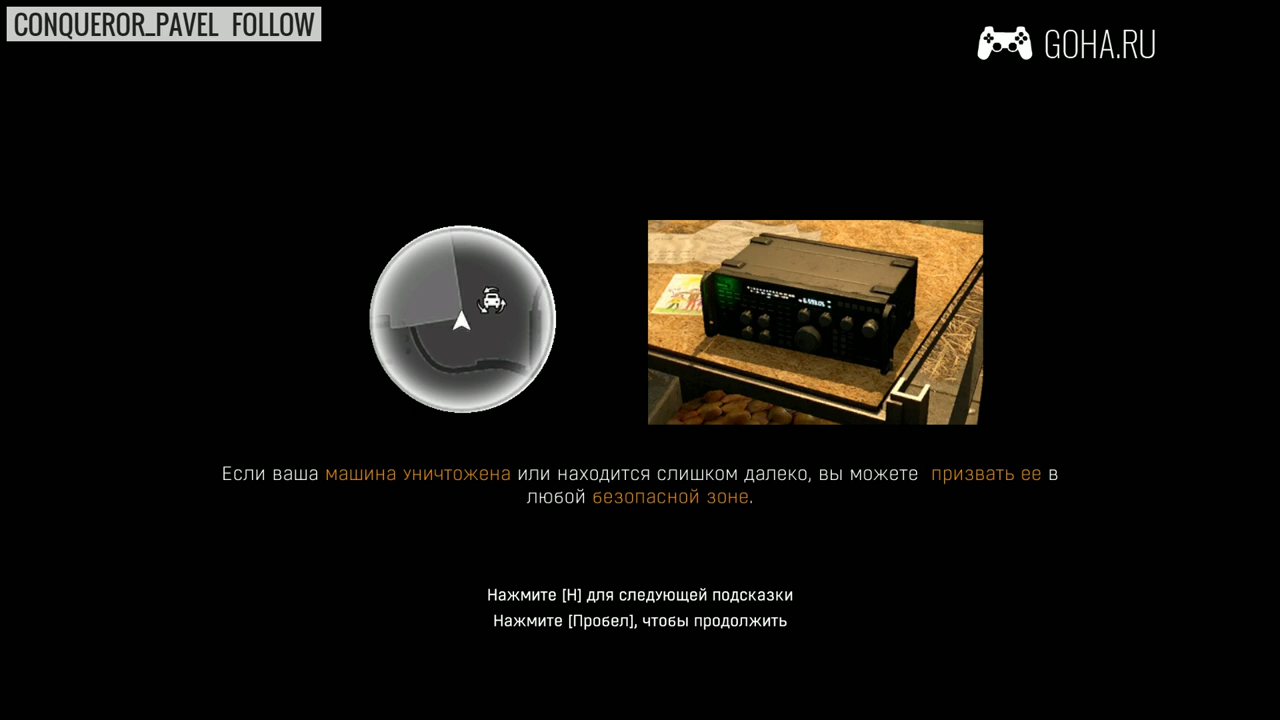 CONQUEROR_PAVEL FOLLOW
GOHA.RU
Если ваша машина уничтожена или находится слишком далеко, вы можете призвать ее в
любой безопасной зоне.
Нажмите [H] для следующей подсказки
Нажмите [Пробел], чтобы продолжить